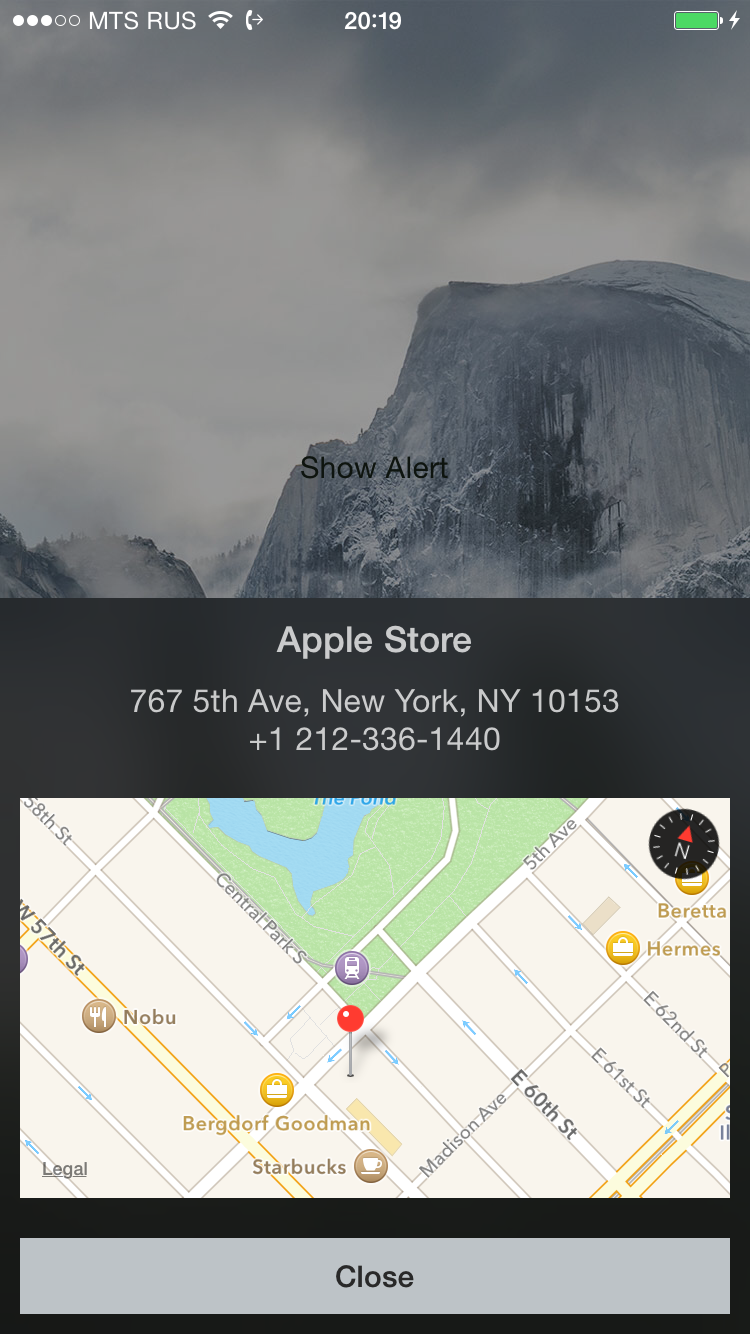 MTS RUS 20:19
Show Alert
Apple Store
767 5th Ave, New York, NY 10153
+1 212-336-1440
The Pond
58th St
5th Ave
N
Central Park S
Beretta
W 57th St
Hermes
Nobu
E 62nd St
E 61st St
E 60th St
Bergdorf Goodman
Madison Ave
Starbucks
Legal
Close